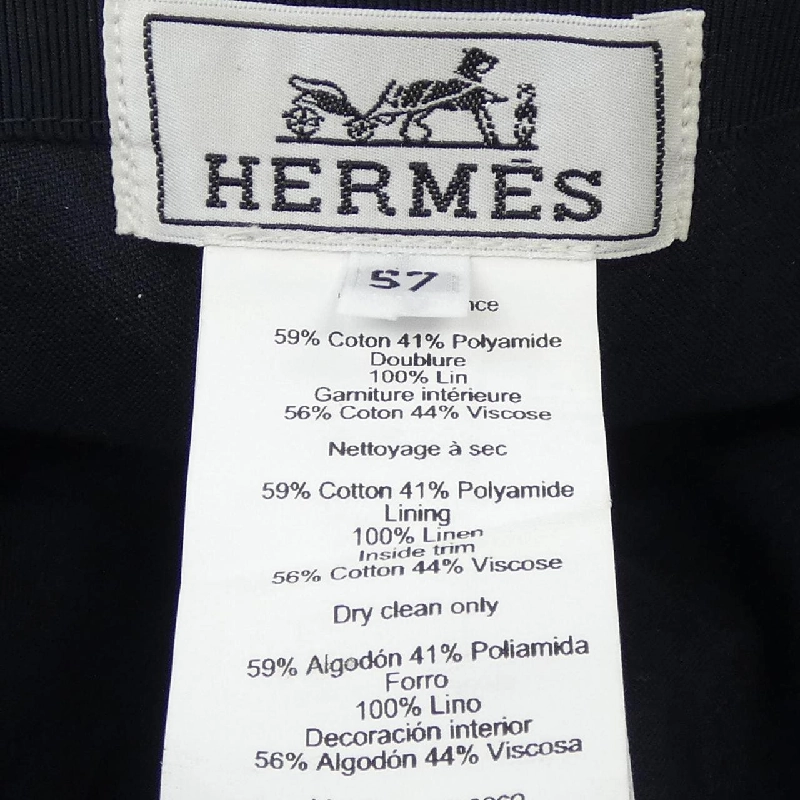 HERMÈS
57
59% Coton 41% Polyamide
Doublure
100% Lin
Garniture intérieure
56% Coton 44% Viscose
Nettoyage à sec
59% Cotton 41% Polyamide
Lining
100% Linen
Inside trim
56% Cotton 44% Viscose
Dry clean only
59% Algodón 41% Poliamida
Forro
100% Lino
Decoración interior
56% Algodón 44% Viscosa